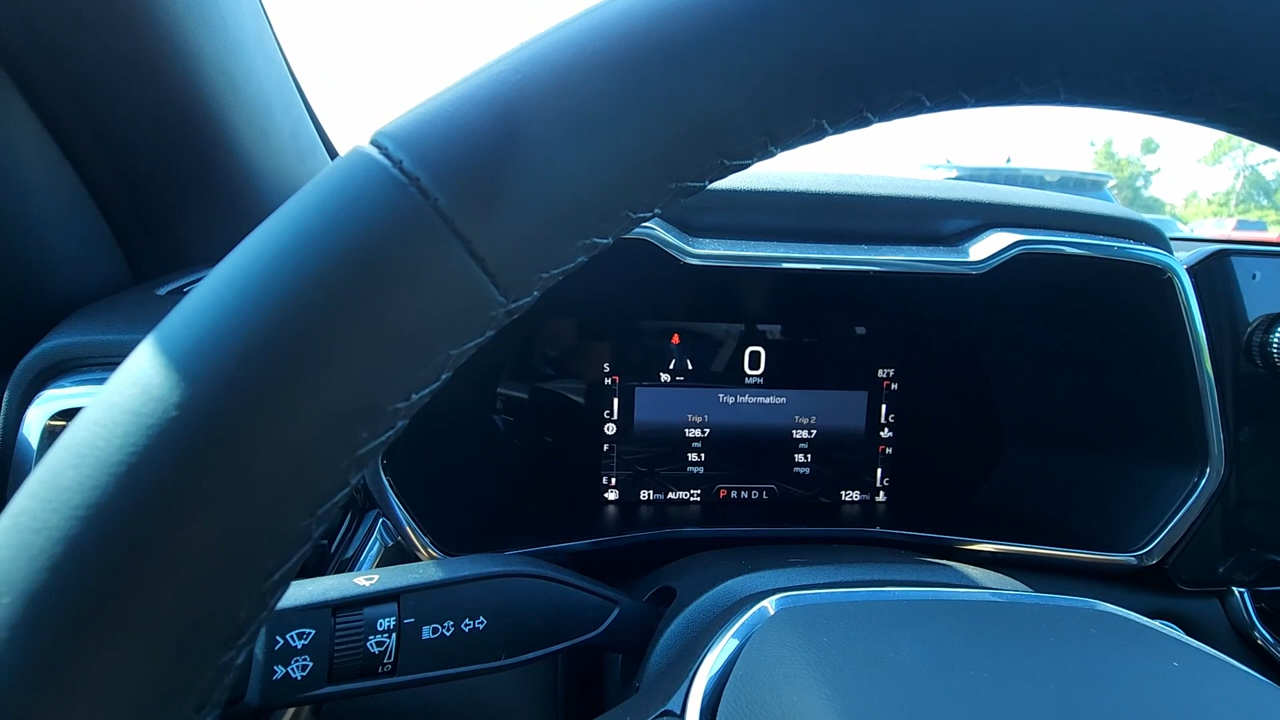 0
MPH
82°F
S
H
H
Trip Information
C
C
Trip 1
Trip 2
126.7
126.7
mi
mi
F
H
15.1
15.1
mpg
mpg
E
C
81mi AUTO PRNDL 126mi
OFF
LO